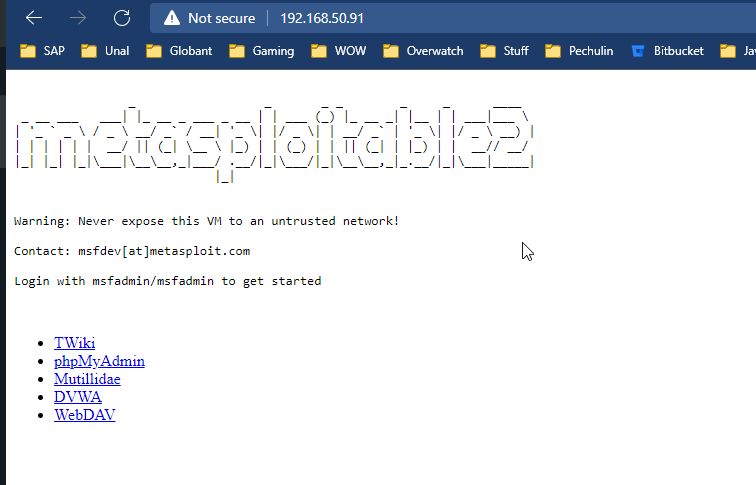 Not secure 192.168.50.91
SAP Unal Globant Gaming WOW Overwatch Stuff Pechulin Bitbucket Ja
metasploitable2
Warning: Never expose this VM to an untrusted network!
Contact: msfdev[at]metasploit.com
Login with msfadmin/msfadmin to get started
TWiki
phpMyAdmin
Mutillidae
DVWA
WebDAV